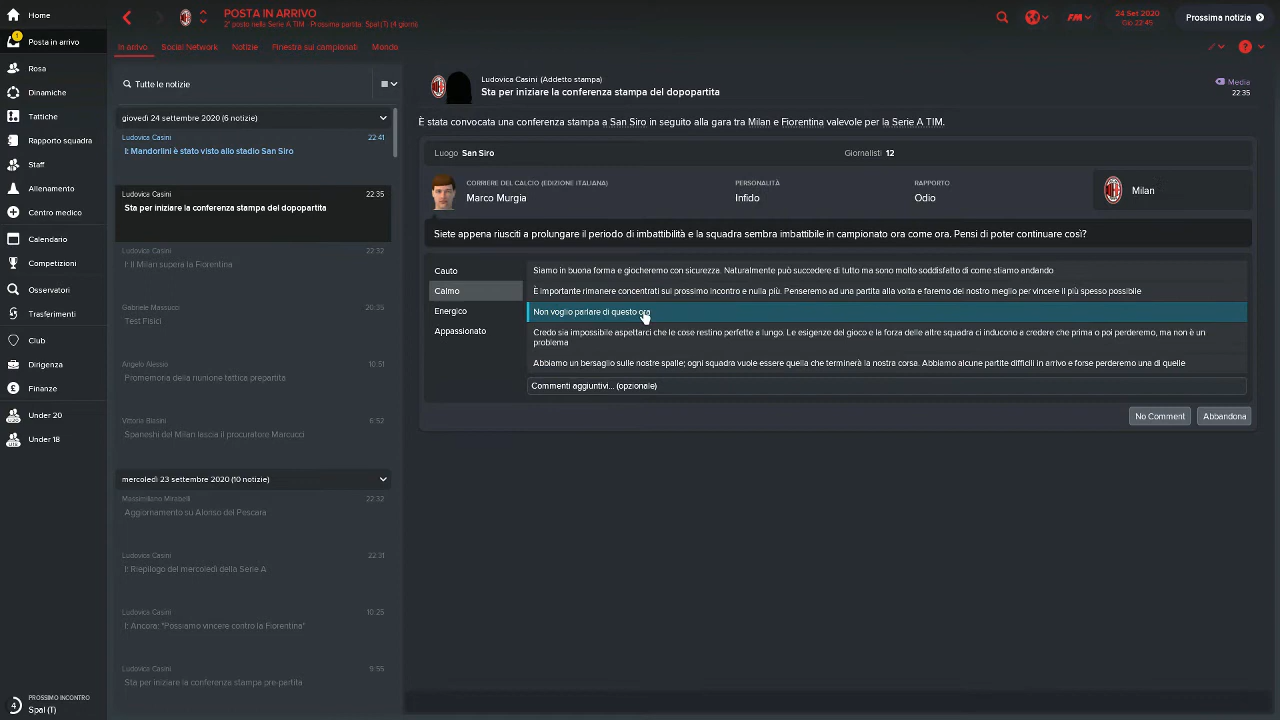 Home
1
Posta in arrivo
Rosa
Dinamiche
Tattiche
Rapporto squadra
Staff
Allenamento
Centro medico
Calendario
Competizioni
Osservatori
Trasferimenti
Club
Dirigenza
Finanze
Under 20
Under 18
4
PROSSIMO INCONTRO
Spal (T)
POSTA IN ARRIVO
2° posto nella Serie A TIM · Prossima partita: Spal (T) (4 giorni)
FM
24 Set 2020
Gio 22:45
Prossima notizia
In arrivo
Social Network
Notizie
Finestra sui campionati
Mondo
?
Tutte le notizie
giovedì 24 settembre 2020 (6 notizie)
Ludovica Casini 22:41
I: Mandorlini è stato visto allo stadio San Siro
Ludovica Casini 22:35
Sta per iniziare la conferenza stampa del dopopartita
Ludovica Casini 22:32
I: Il Milan supera la Fiorentina
Gabriele Massuco 20:35
Test Fisici
Angelo Alessio 10:51
Promemoria della riunione tattica prepartita
Vittoria Blasini 6:52
Spaneshi del Milan lascia il procuratore Marcucci
mercoledì 23 settembre 2020 (10 notizie)
Massimiliano Mirabelli 22:32
Aggiornamento su Alonso del Pescara
Ludovica Casini 22:31
I: Riepilogo del mercoledì della Serie A
Ludovica Casini 10:25
I: Ancora: "Possiamo vincere contro la Fiorentina"
Ludovica Casini 9:55
Sta per iniziare la conferenza stampa pre-partita
Ludovica Casini (Addetto stampa)
Sta per iniziare la conferenza stampa del dopopartita
Media
22:35
È stata convocata una conferenza stampa a San Siro in seguito alla gara tra Milan e Fiorentina valevole per la Serie A TIM.
Luogo San Siro
Giornalisti 12
CORRIERE DEL CALCIO (EDIZIONE ITALIANA)
Marco Murgia
PERSONALITÀ
Infido
RAPPORTO
Odio
Milan
Siete appena riusciti a prolungare il periodo di imbattibilità e la squadra sembra imbattibile in campionato ora come ora. Pensi di poter continuare così?
Cauto
Calmo
Energico
Appassionato
Siamo in buona forma e giocheremo con sicurezza. Naturalmente può succedere di tutto ma sono molto soddisfatto di come stiamo andando
È importante rimanere concentrati sul prossimo incontro e nulla più. Penseremo ad una partita alla volta e faremo del nostro meglio per vincere il più spesso possibile
Non voglio parlare di questo ora
Credo sia impossibile aspettarci che le cose restino perfette a lungo. Le esigenze del gioco e la forza delle altre squadra ci inducono a credere che prima o poi perderemo, ma non è un
problema
Abbiamo un bersaglio sulle nostre spalle; ogni squadra vuole essere quella che terminerà la nostra corsa. Abbiamo alcune partite difficili in arrivo e forse perderemo una di quelle
Commenti aggiuntivi... (opzionale)
No Comment
Abbandona